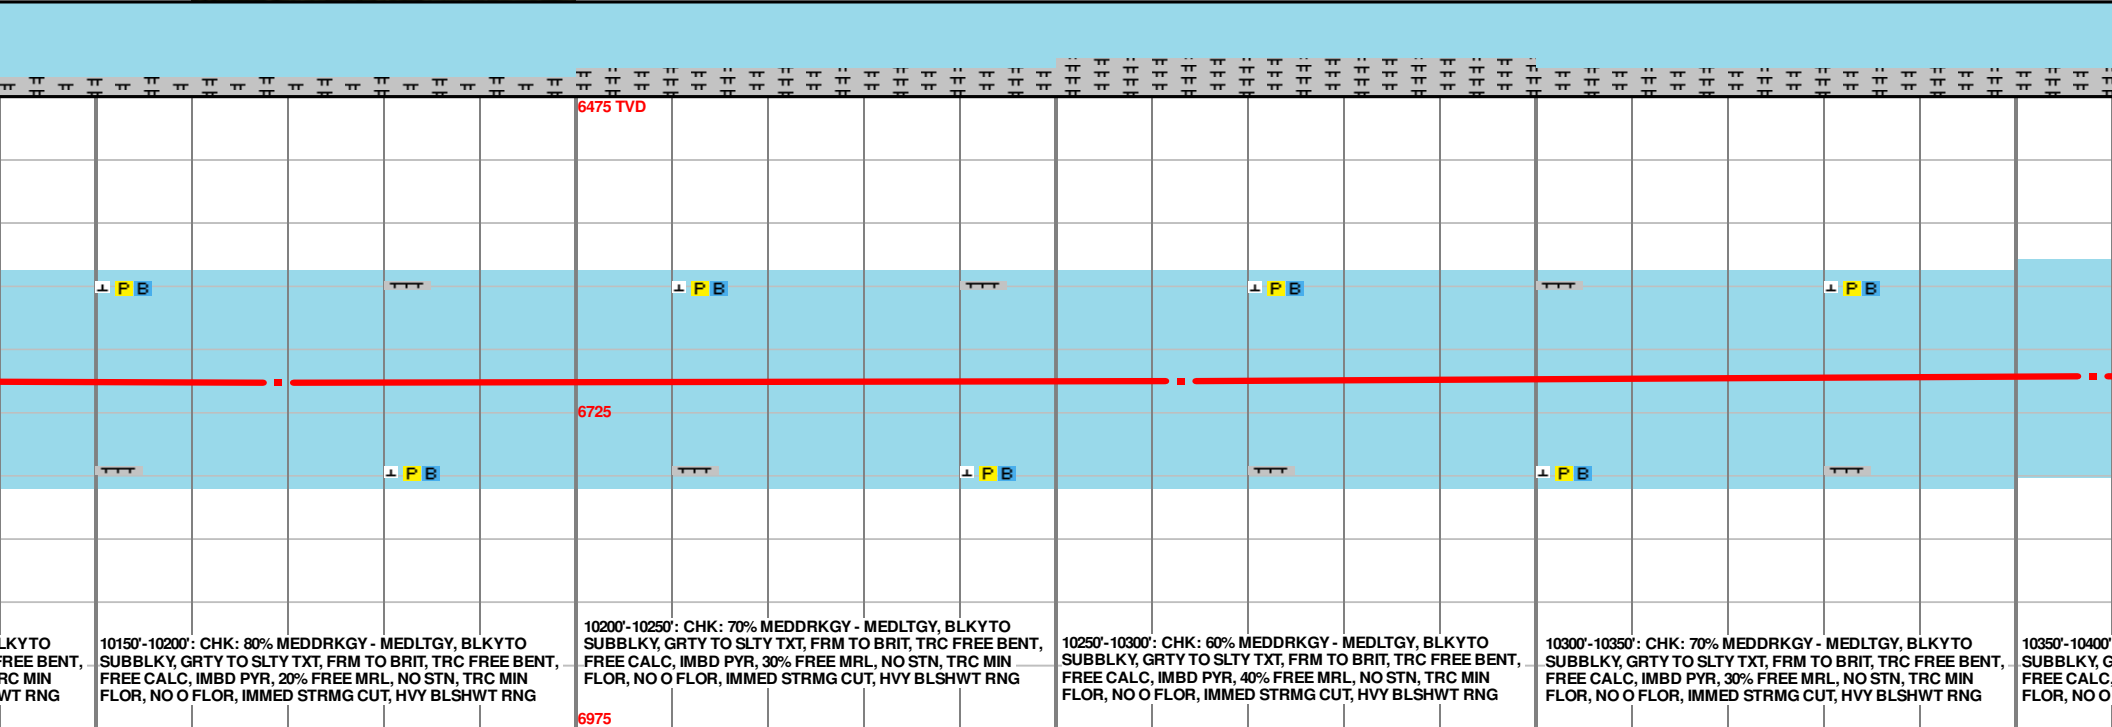 6475 TVD
P B
P B
P B
P B
6725
P B
P B
P B
LKYTO
FREE BENT,
RC MIN
WT RNG
10150'-10200': CHK: 80% MEDDRKGY - MEDLTGY, BLKYTO
SUBBLKY, GRTY TO SLTY TXT, FRM TO BRIT, TRC FREE BENT,
FREE CALC, IMBD PYR, 20% FREE MRL, NO STN, TRC MIN
FLOR, NO O FLOR, IMMED STRMG CUT, HVY BLSHWT RNG
10200'-10250': CHK: 70% MEDDRKGY - MEDLTGY, BLKYTO
SUBBLKY, GRTY TO SLTY TXT, FRM TO BRIT, TRC FREE BENT,
FREE CALC, IMBD PYR, 30% FREE MRL, NO STN, TRC MIN
FLOR, NO O FLOR, IMMED STRMG CUT, HVY BLSHWT RNG
10250'-10300': CHK: 60% MEDDRKGY - MEDLTGY, BLKYTO
SUBBLKY, GRTY TO SLTY TXT, FRM TO BRIT, TRC FREE BENT,
FREE CALC, IMBD PYR, 40% FREE MRL, NO STN, TRC MIN
FLOR, NO O FLOR, IMMED STRMG CUT, HVY BLSHWT RNG
10300'-10350': CHK: 70% MEDDRKGY - MEDLTGY, BLKYTO
SUBBLKY, GRTY TO SLTY TXT, FRM TO BRIT, TRC FREE BENT,
FREE CALC, IMBD PYR, 30% FREE MRL, NO STN, TRC MIN
FLOR, NO O FLOR, IMMED STRMG CUT, HVY BLSHWT RNG
10350'-10400'
SUBBLKY, G
FREE CALC,
FLOR, NO O
6975